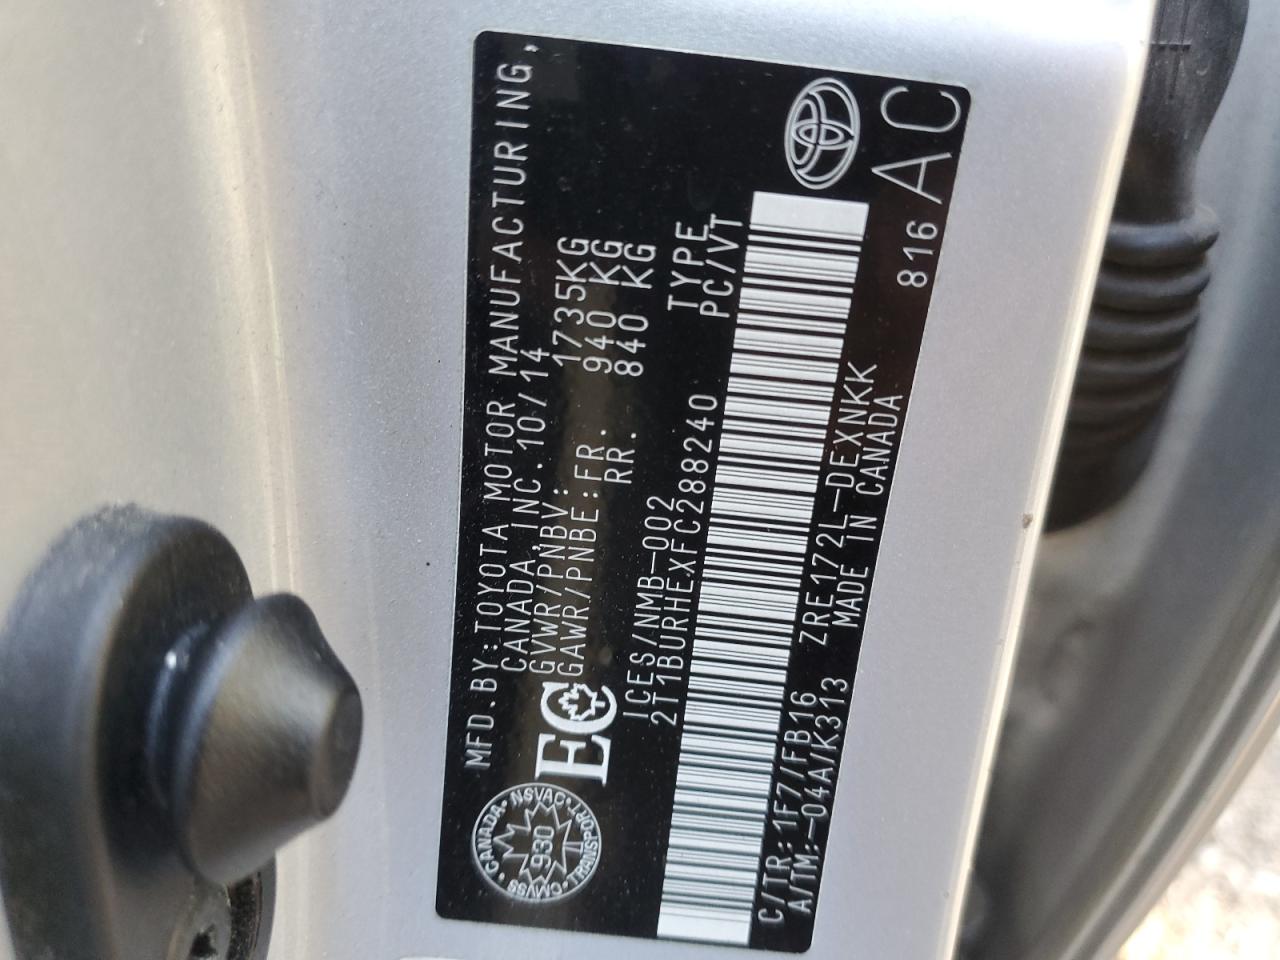 MFD.BY:TOYOTA MOTOR MANUFACTURING,
CANADA,INC.10/14
GVWR/PNBV: 1735KG
GAWR/PNBE:FR. 940 KG
RR. 840 KG
CANADA
NSVAC
TRANSPORT
CMVSS
930
EC
ICES/NMB-002
TYPE
2T1BURHEXFC288240 PC/VT
C/TR:1F7/FB16 ZRE172L-DEXNKK
A/TM:-04A/K313 MADE IN CANADA
816 AC